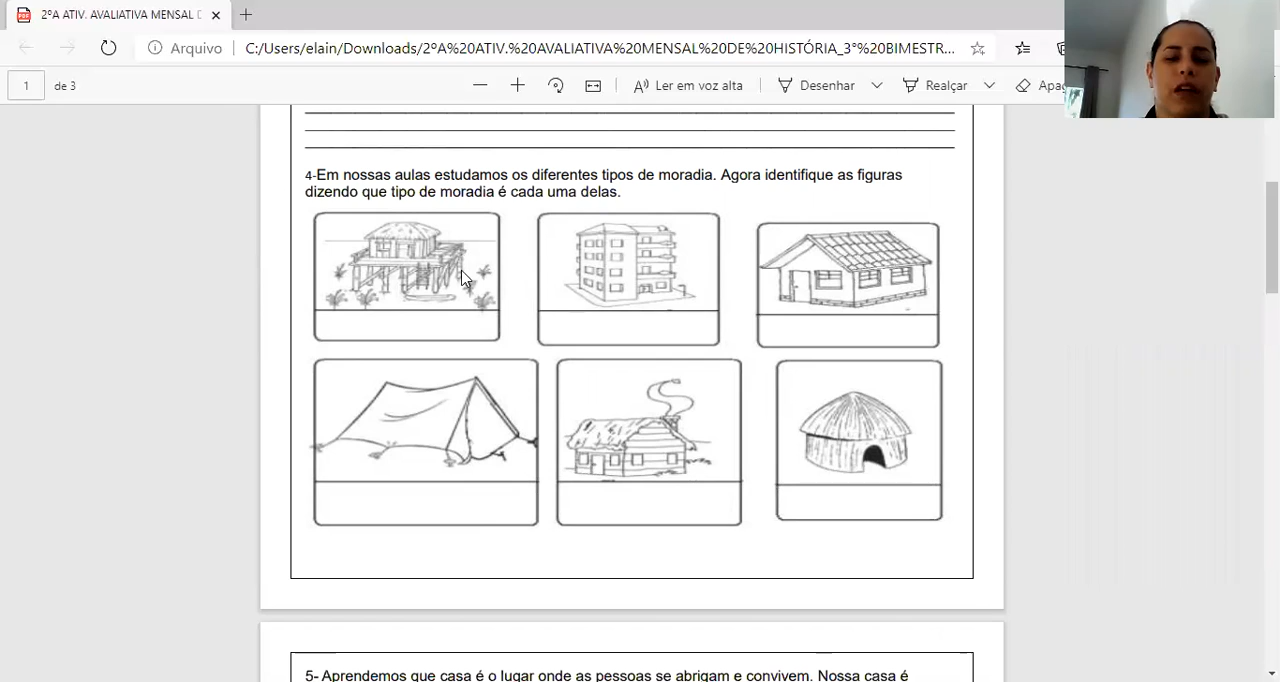 2ºA ATIV. AVALIATIVA MENSAL D
Arquivo
C:/Users/elain/Downloads/2ºA%20ATIV.%20AVALIATIVA%20MENSAL%20DE%20HISTÓRIA_3°%20BIMESTR...
1 de 3
Ler em voz alta
Desenhar
Realçar
Apag
4-Em nossas aulas estudamos os diferentes tipos de moradia. Agora identifique as figuras
dizendo que tipo de moradia é cada uma delas.
5- Aprendemos que casa é o lugar onde as pessoas se abrigam e convivem. Nossa casa é